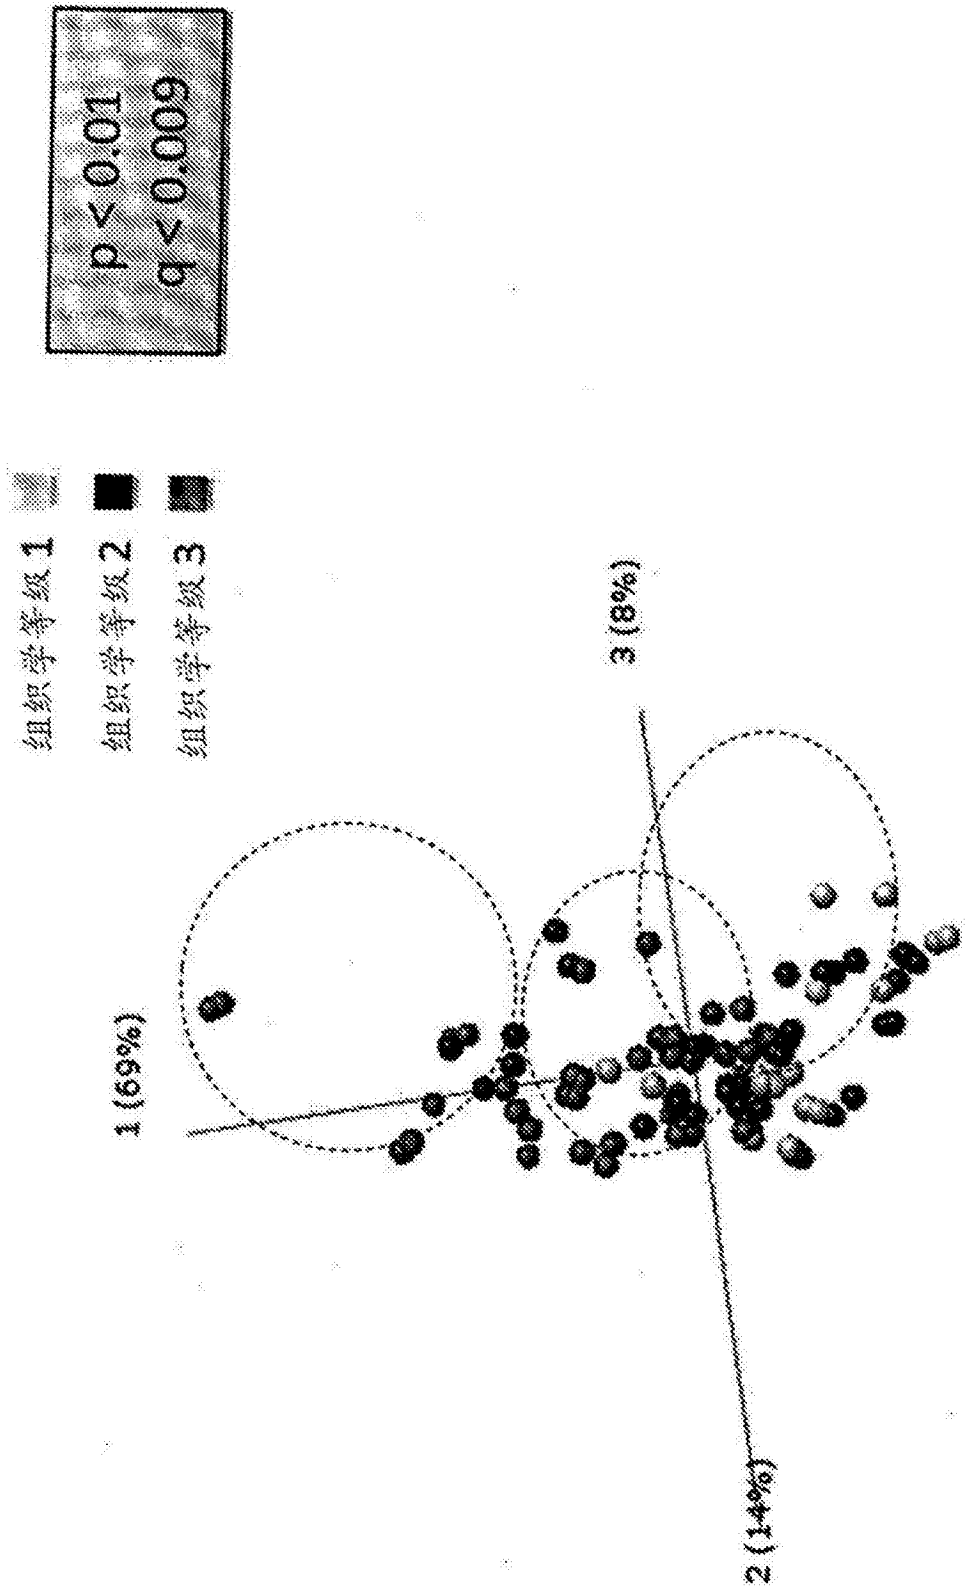 组织学等级 1
组织学等级 2
组织学等级 3
p < 0.01
q < 0.009
1 (69%)
3 (8%)
2 (14%)